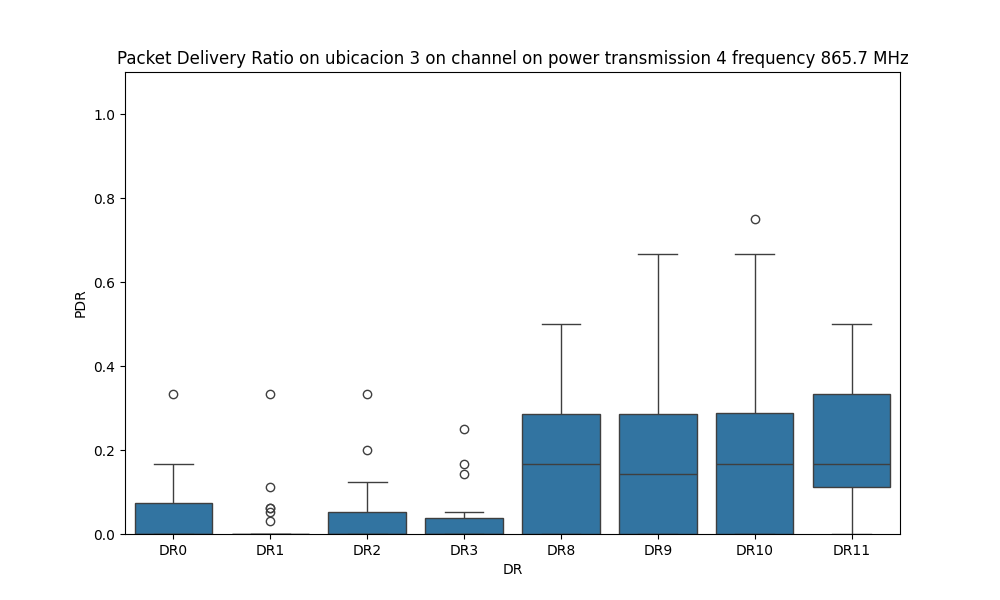 Packet Delivery Ratio on ubicacion 3 on channel on power transmission 4 frequency 865.7 MHz
PDR
1.0
0.8
0.6
0.4
0.2
0.0
DR0 DR1 DR2 DR3 DR8 DR9 DR10 DR11
DR